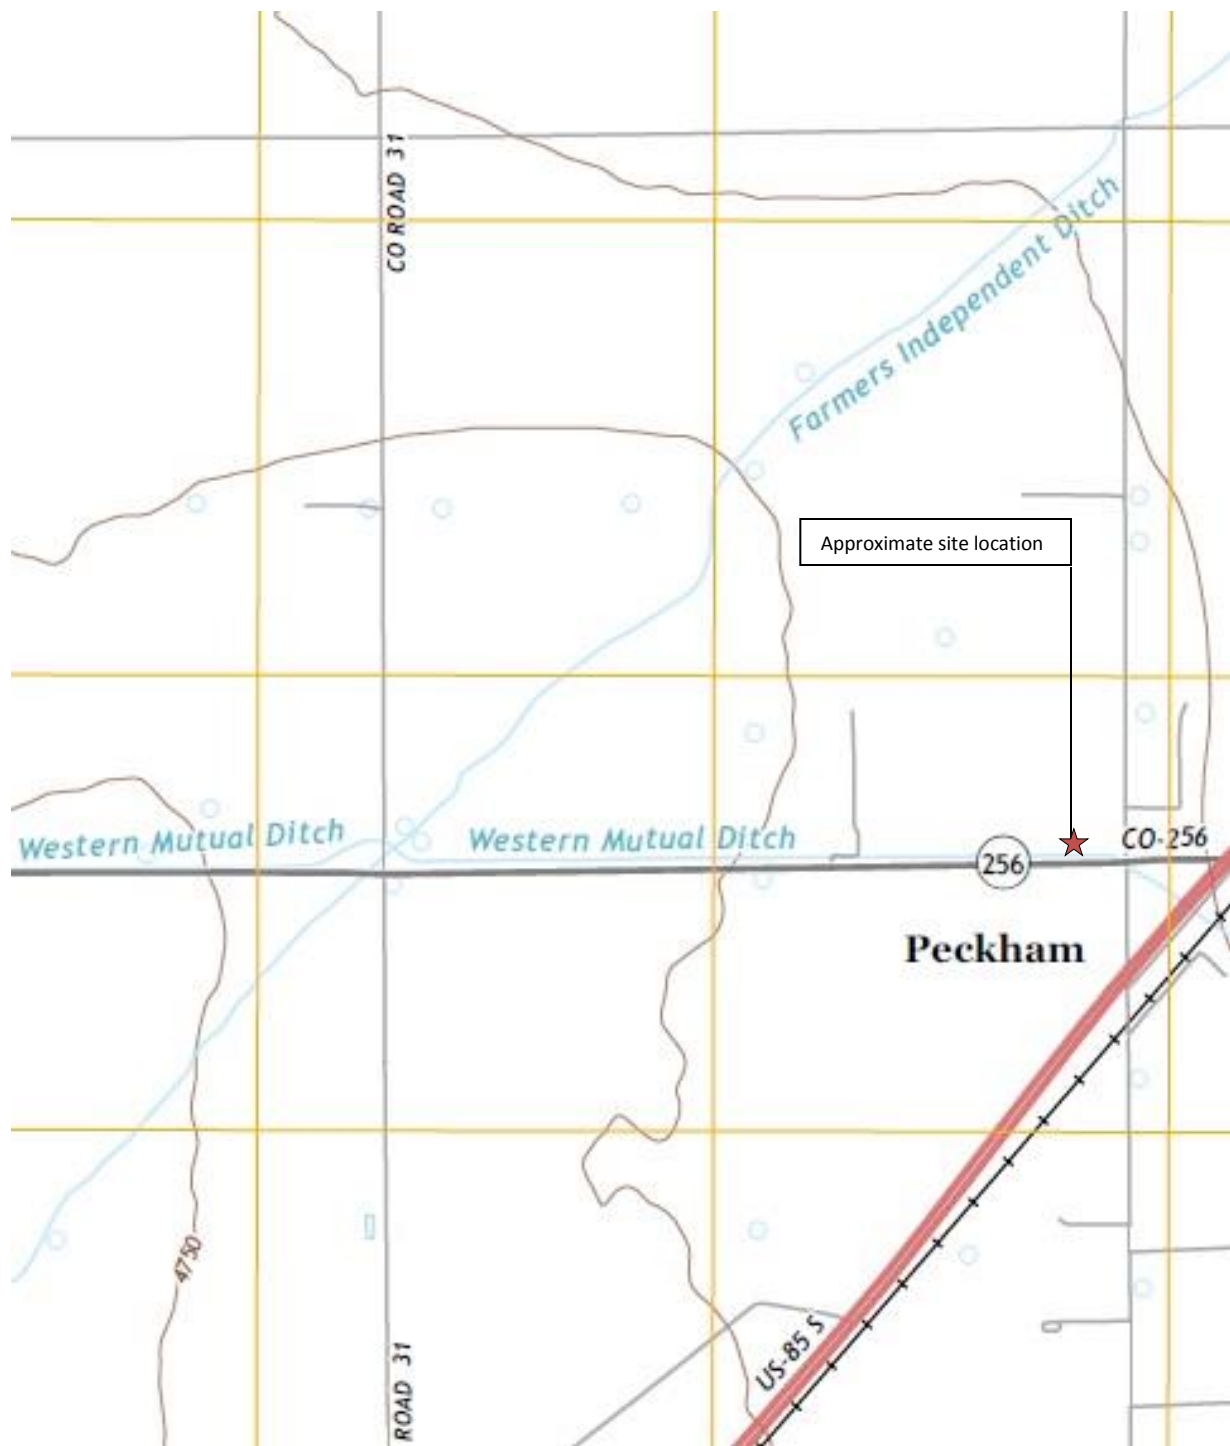 CO ROAD 31
Farmers Independent Ditch
Approximate site location
Western Mutual Ditch
Western Mutual Ditch
CO-256
256
Peckham
4750
US-85 S
ROAD 31